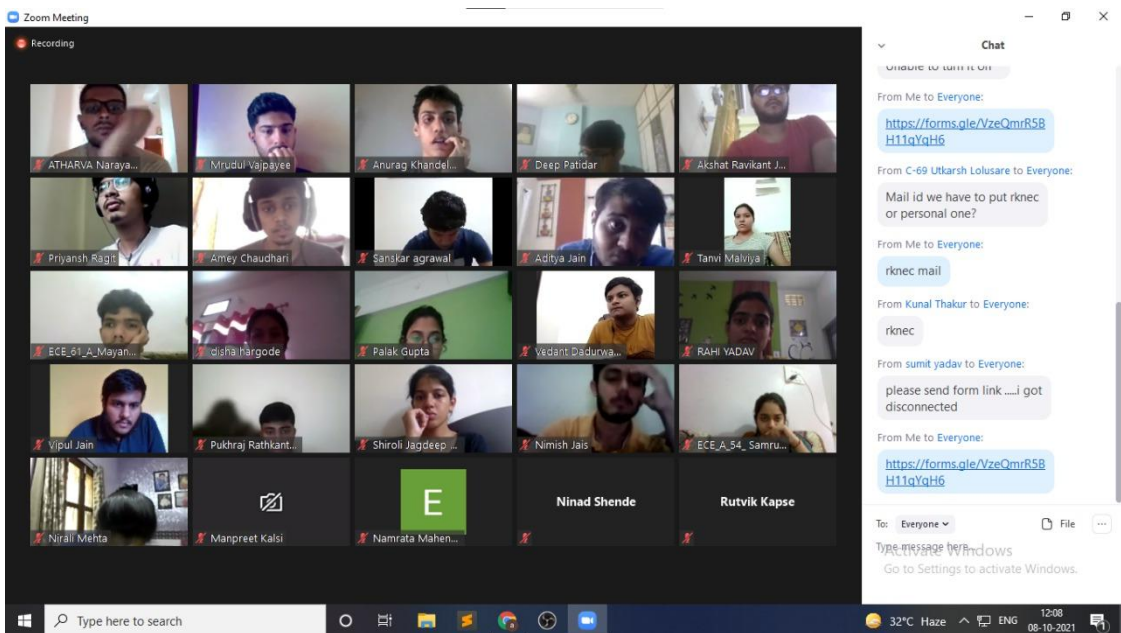 Zoom Meeting
Recording
ATHARVA Naraya...
Mrudul Vajpayee
Anurag Khandel...
Deep Patidar
Akshat Ravikant J...
Priyansh Ragit
Amey Chaudhari
Sanskar agrawal
Aditya Jain
Tanvi Malviya
ECE_61_A_Mayan...
disha hargode
Palak Gupta
Vedant Dadurwa...
RAHI YADAV
Vipul Jain
Pukhraj Rathkant...
Shiroli Jagdeep ...
Nimish Jais
ECE_A_54_ Samru...
Nirali Mehta
Manpreet Kalsi
E
Namrata Mahen...
Ninad Shende
Rutvik Kapse
Chat
Unable to turn it off
From Me to Everyone:
https://forms.gle/VzeQmrR5B
H11qYqH6
From C-69 Utkarsh Lolusare to Everyone:
Mail id we have to put rknec
or personal one?
From Me to Everyone:
rknec mail
From Kunal Thakur to Everyone:
rknec
From sumit yadav to Everyone:
please send form link .....i got
disconnected
From Me to Everyone:
https://forms.gle/VzeQmrR5B
H11qYqH6
To: Everyone
File
Type message here...
Activate Windows
Go to Settings to activate Windows.
Type here to search
32°C Haze
ENG
12:08
08-10-2021
1